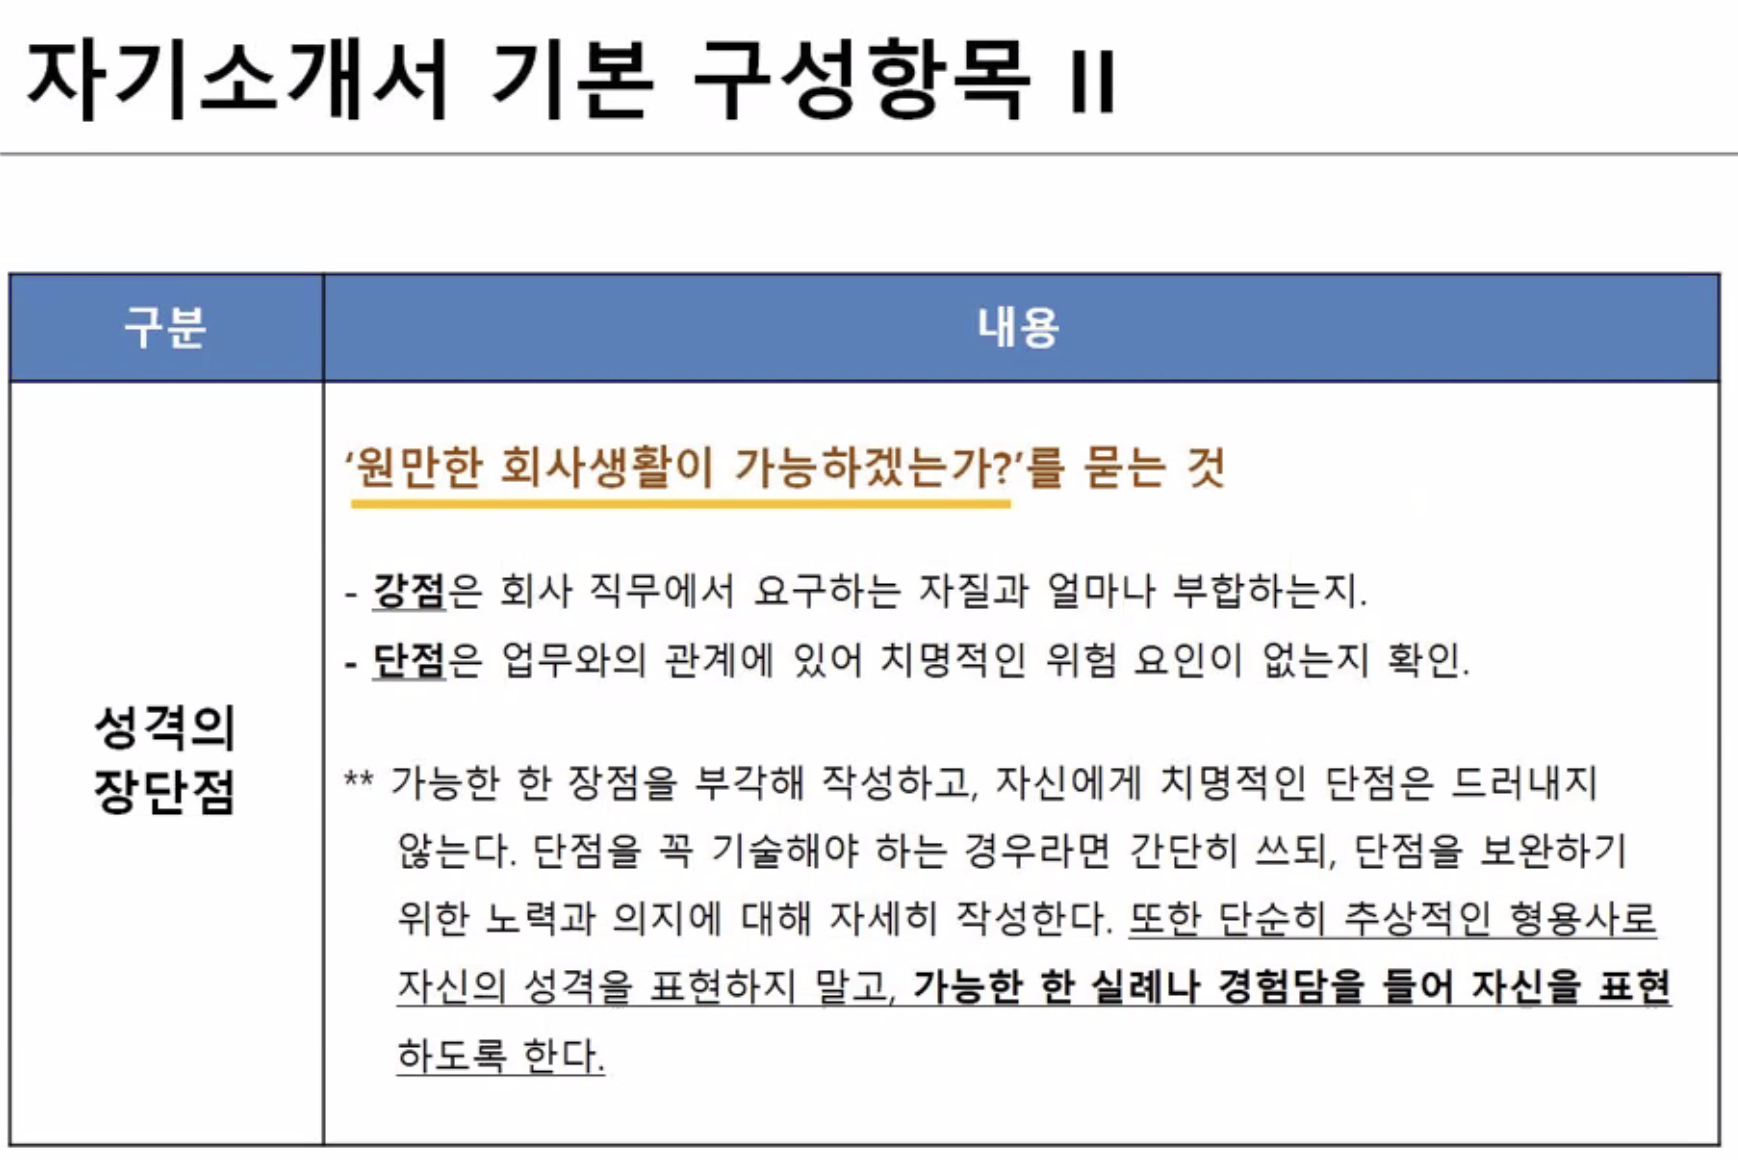 자기소개서 기본 구성항목 II
구분
내용
성격의
장단점
‘원만한 회사생활이 가능하겠는가?’를 묻는 것
- 강점은 회사 직무에서 요구하는 자질과 얼마나 부합하는지.
- 단점은 업무와의 관계에 있어 치명적인 위험 요인이 없는지 확인.
** 가능한 한 장점을 부각해 작성하고, 자신에게 치명적인 단점은 드러내지
않는다. 단점을 꼭 기술해야 하는 경우라면 간단히 쓰되, 단점을 보완하기
위한 노력과 의지에 대해 자세히 작성한다. 또한 단순히 추상적인 형용사로
자신의 성격을 표현하지 말고, 가능한 한 실례나 경험담을 들어 자신을 표현
하도록 한다.